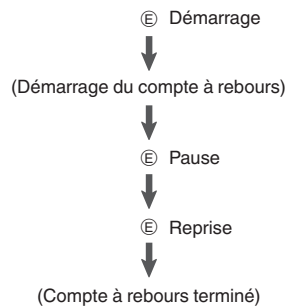 Ⓔ Démarrage
(Démarrage du compte à rebours)
Ⓔ Pause
Ⓔ Reprise
(Compte à rebours terminé)